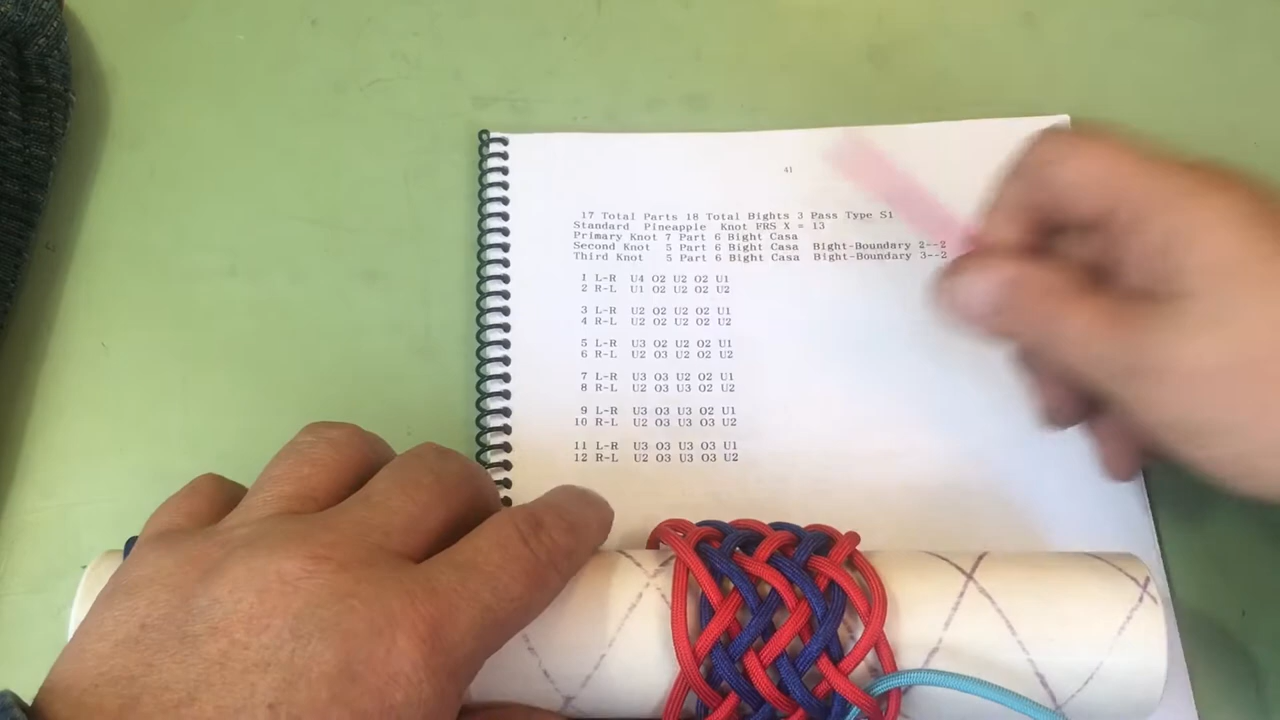 41
17 Total Parts 18 Total Bights 3 Pass Type S1
Standard Pineapple Knot FRS X = 13
Primary Knot 7 Part 6 Bight Casa
Second Knot 5 Part 6 Bight Casa Bight-Boundary 2--2
Third Knot 5 Part 6 Bight Casa Bight-Boundary 3--2
1 L-R U4 O2 U2 O2 U1
2 R-L U1 O2 U2 O2 U2
3 L-R U2 O2 U2 O2 U1
4 R-L U2 O2 U2 O2 U2
5 L-R U3 O2 U2 O2 U1
6 R-L U2 O3 U2 O2 U2
7 L-R U3 O3 U2 O2 U1
8 R-L U2 O3 U3 O2 U2
9 L-R U3 O3 U3 O2 U1
10 R-L U2 O3 U3 O3 U2
11 L-R U3 O3 U3 O3 U1
12 R-L U2 O3 U3 O3 U2